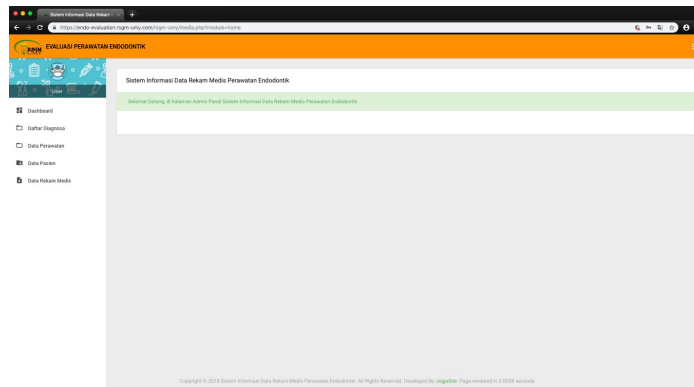 Sistem Informasi Data Rekam
https://endo-evaluation.rsgm-umy.com/rsgm-umy/media.php?module=home
RSGM EVALUASI PERAWATAN ENDODONTIK
User
Sistem Informasi Data Rekam Medis Perawatan Endodontik
Selamat Datang, di halaman Admin Panel Sistem Informasi Data Rekam Medis Perawatan Endodontik.
Dashboard
Daftar Diagnosa
Data Perawatan
Data Pasien
Data Rekam Medis
Copyright © 2018 Sistem Informasi Data Rekam Medis Perawatan Endodontik. All Rights Reserved. Developed By JogjaSite. Page rendered in 0.0058 seconds